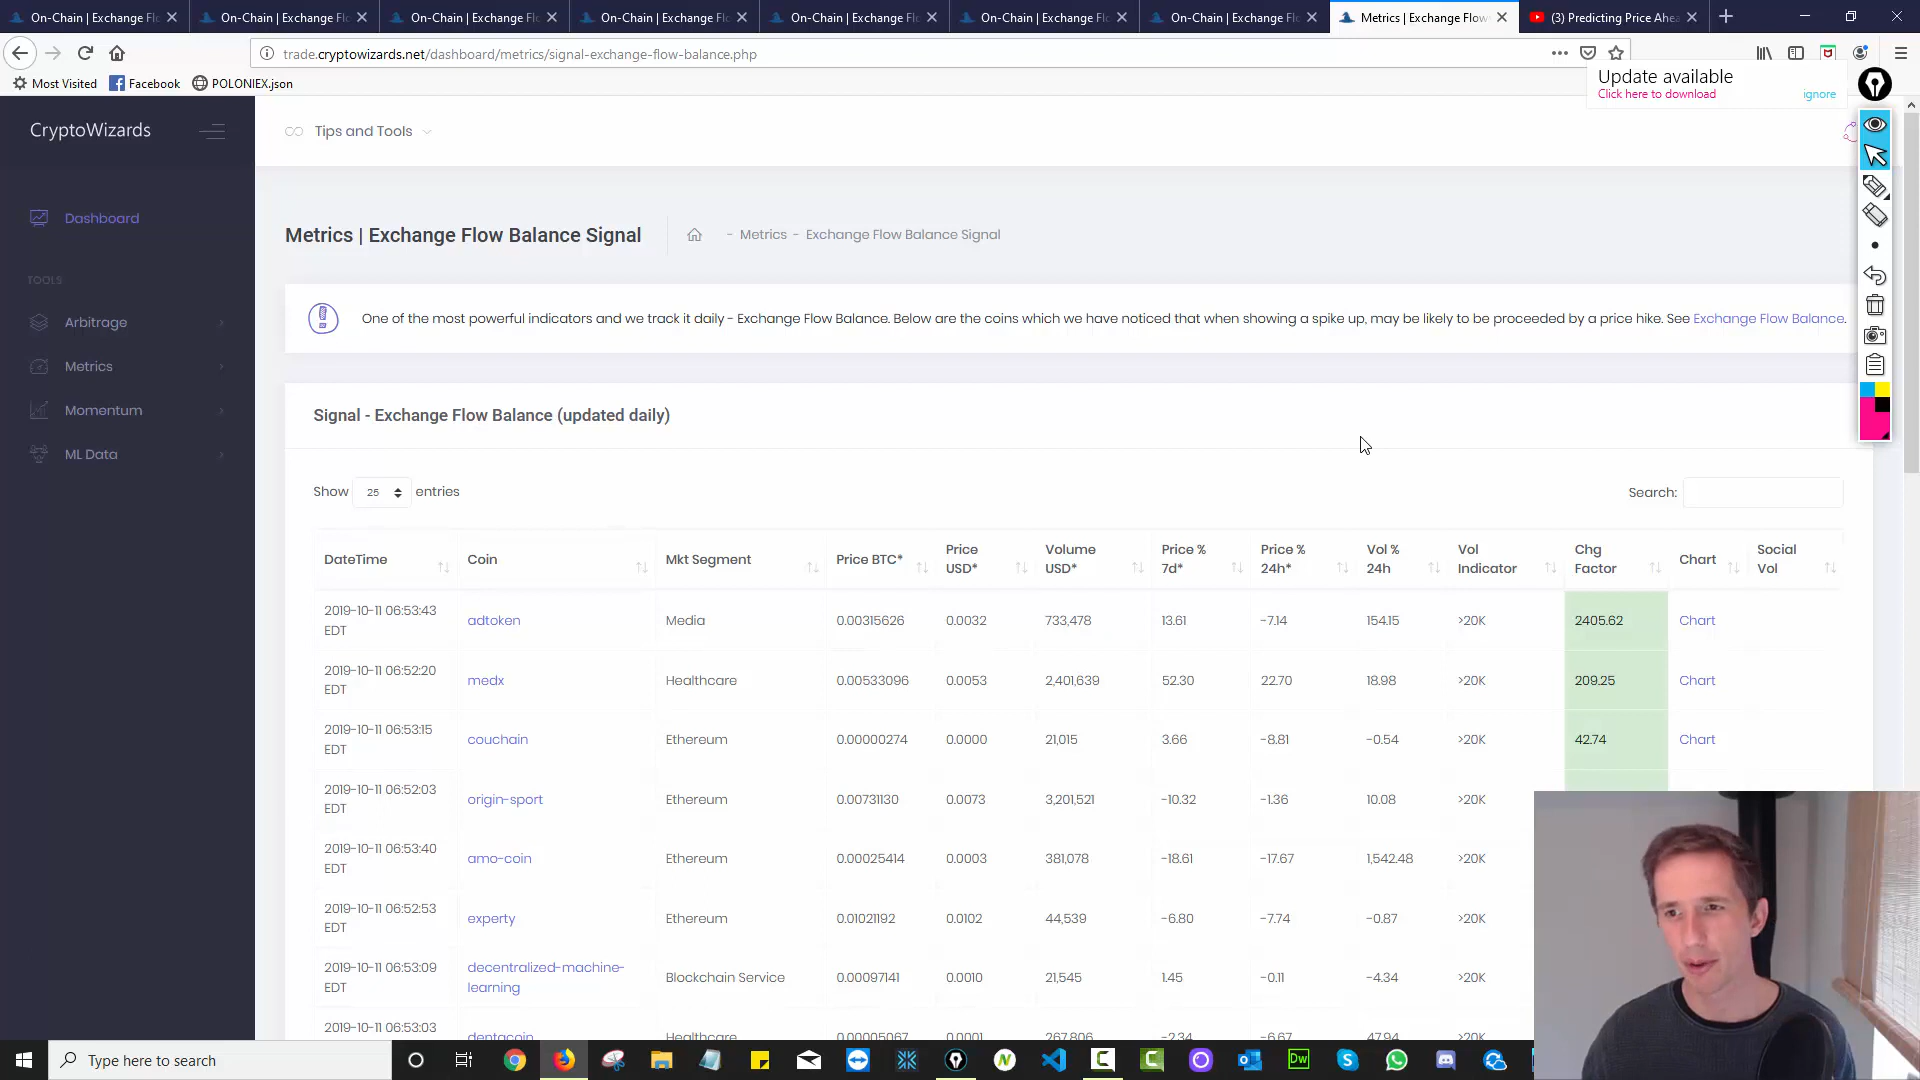 On-Chain | Exchange Fl
On-Chain | Exchange Fl
On-Chain | Exchange Fl
On-Chain | Exchange Fl
On-Chain | Exchange Fl
On-Chain | Exchange Fl
On-Chain | Exchange Fl
Metrics | Exchange Flow
(3) Predicting Price Ahea
trade.cryptowizards.net/dashboard/metrics/signal-exchange-flow-balance.php
Most Visited
Facebook
POLONIEX.json
Update available
Click here to download
ignore
CryptoWizards
Tips and Tools
Dashboard
TOOLS
Arbitrage
Metrics
Momentum
ML Data
Metrics | Exchange Flow Balance Signal
- Metrics - Exchange Flow Balance Signal
One of the most powerful indicators and we track it daily - Exchange Flow Balance. Below are the coins which we have noticed that when showing a spike up, may be likely to be proceeded by a price hike. See Exchange Flow Balance.
Signal - Exchange Flow Balance (updated daily)
Show 25 entries
Search:
DateTime Coin Mkt Segment Price BTC* Price USD* Volume USD* Price % 7d* Price % 24h* Vol % 24h Vol Indicator Chg Factor Chart Social Vol
2019-10-11 06:53:43 EDT adtoken Media 0.00315626 0.0032 733,478 13.61 -7.14 154.15 >20K 2405.62 Chart
2019-10-11 06:52:20 EDT medx Healthcare 0.00533096 0.0053 2,401,639 52.30 22.70 18.98 >20K 209.25 Chart
2019-10-11 06:53:15 EDT couchain Ethereum 0.00000274 0.0000 21,015 3.66 -8.81 -0.54 >20K 42.74 Chart
2019-10-11 06:52:03 EDT origin-sport Ethereum 0.00731130 0.0073 3,201,521 -10.32 -1.36 10.08 >20K
2019-10-11 06:53:40 EDT amo-coin Ethereum 0.00025414 0.0003 381,078 -18.61 -17.67 1,542.48 >20K
2019-10-11 06:52:53 EDT experty Ethereum 0.01021192 0.0102 44,539 -6.80 -7.74 -0.87 >20K
2019-10-11 06:53:09 EDT decentralized-machine-learning Blockchain Service 0.00097141 0.0010 21,545 1.45 -0.11 -4.34 >20K
2019-10-11 06:53:03 dentacoin Healthcare 0.00005067 0.0001 267,806 -2.34 -6.67 47.94 >20K
Type here to search
Dw